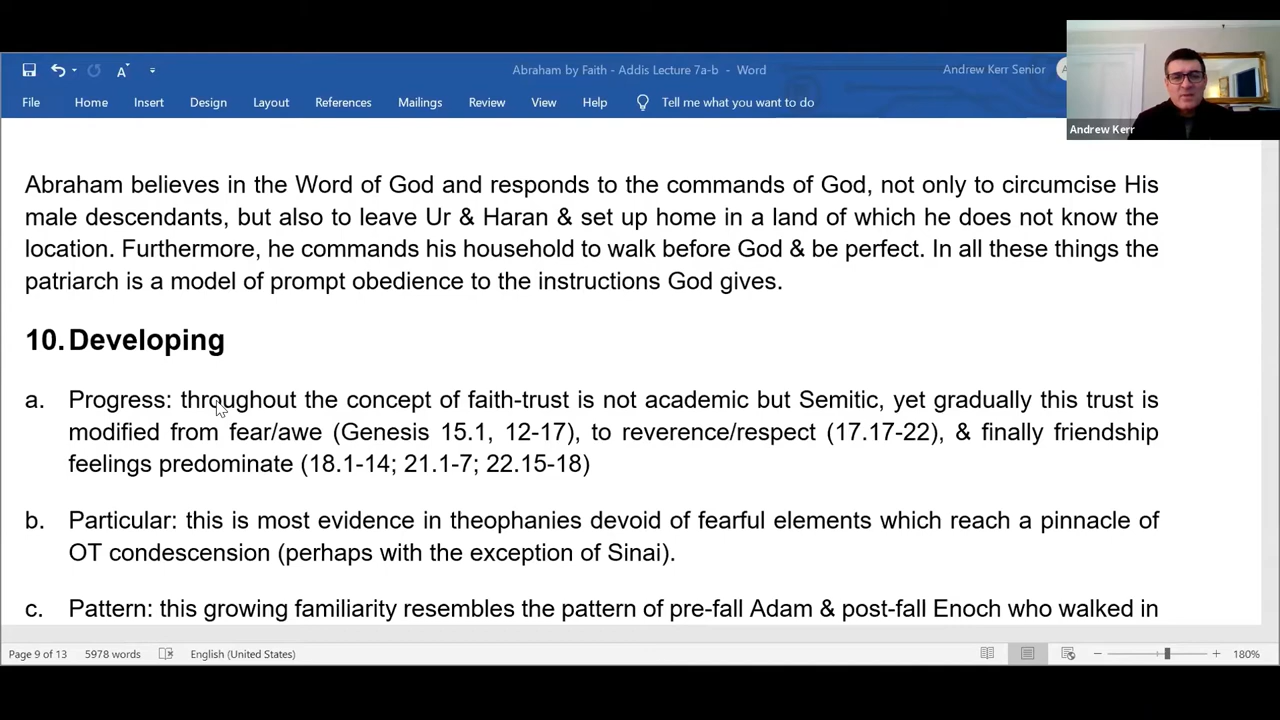 Abraham by Faith - Addis Lecture 7a-b - Word
Andrew Kerr Senior
File Home Insert Design Layout References Mailings Review View Help Tell me what you want to do
Andrew Kerr
Abraham believes in the Word of God and responds to the commands of God, not only to circumcise His
male descendants, but also to leave Ur & Haran & set up home in a land of which he does not know the
location. Furthermore, he commands his household to walk before God & be perfect. In all these things the
patriarch is a model of prompt obedience to the instructions God gives.
10. Developing
a. Progress: throughout the concept of faith-trust is not academic but Semitic, yet gradually this trust is
modified from fear/awe (Genesis 15.1, 12-17), to reverence/respect (17.17-22), & finally friendship
feelings predominate (18.1-14; 21.1-7; 22.15-18)
b. Particular: this is most evidence in theophanies devoid of fearful elements which reach a pinnacle of
OT condescension (perhaps with the exception of Sinai).
c. Pattern: this growing familiarity resembles the pattern of pre-fall Adam & post-fall Enoch who walked in
Page 9 of 13 5978 words English (United States) 180%